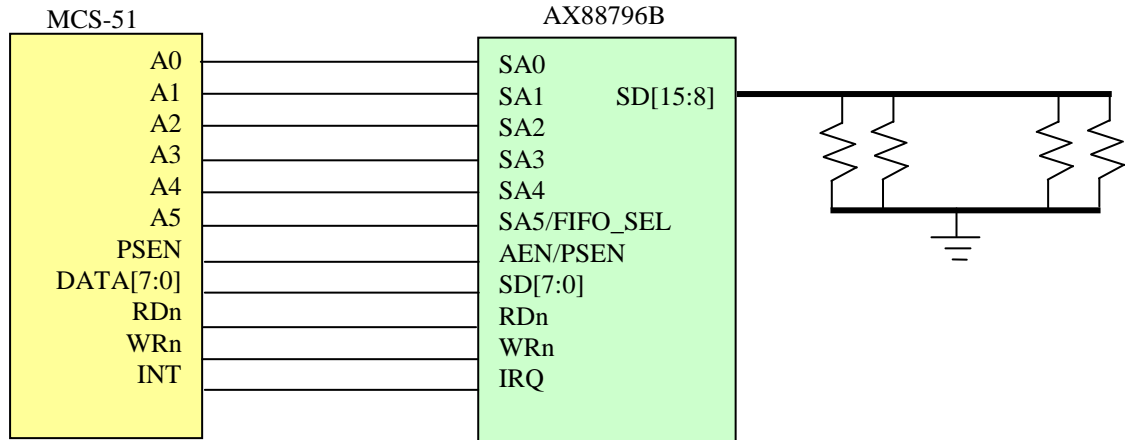 MCS-51
AX88796B
A0
A1
A2
A3
A4
A5
PSEN
DATA[7:0]
RDn
WRn
INT
SA0
SA1 SD[15:8]
SA2
SA3
SA4
SA5/FIFO_SEL
AEN/PSEN
SD[7:0]
RDn
WRn
IRQ